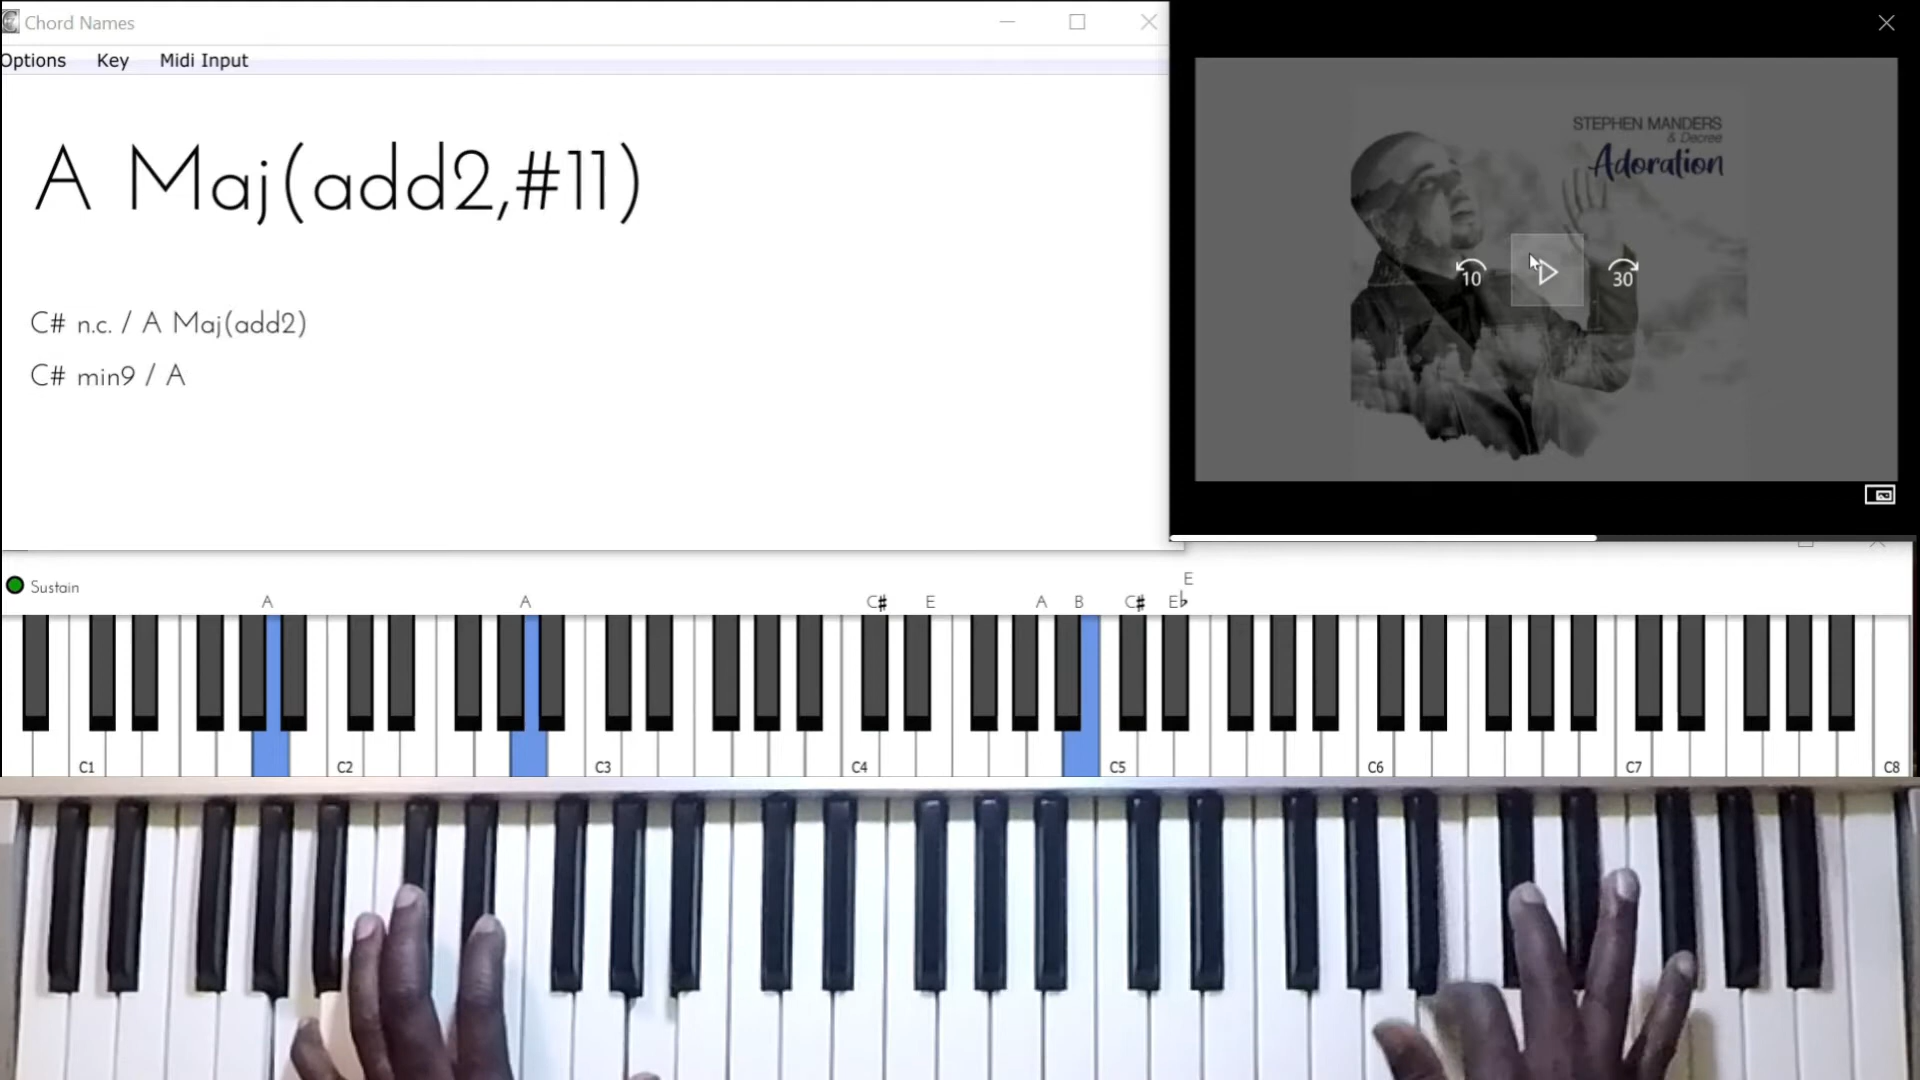 Chord Names
Options Key Midi Input
A Maj(add2,#11)
C# n.c. / A Maj(add2)
C# min9 / A
STEPHEN MANDERS
& Decree
Adoration
10
30
Sustain
E
A A C# E A B C# E♭
C1 C2 C3 C4 C5 C6 C7 C8